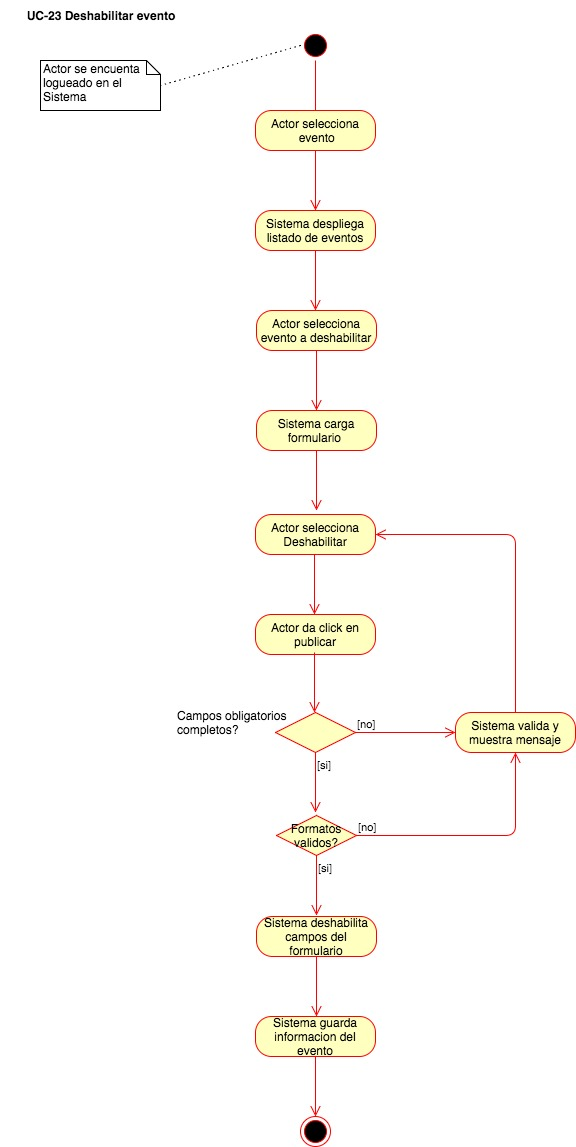 UC-23 Deshabilitar evento
Actor se encuenta
logueado en el
Sistema
Actor selecciona
evento
Sistema despliega
listado de eventos
Actor selecciona
evento a deshabilitar
Sistema carga
formulario
Actor selecciona
Deshabilitar
Actor da click en
publicar
Campos obligatorios
completos?
[no]
Sistema valida y
muestra mensaje
[si]
Formatos
validos?
[no]
[si]
Sistema deshabilita
campos del
formulario
Sistema guarda
informacion del
evento